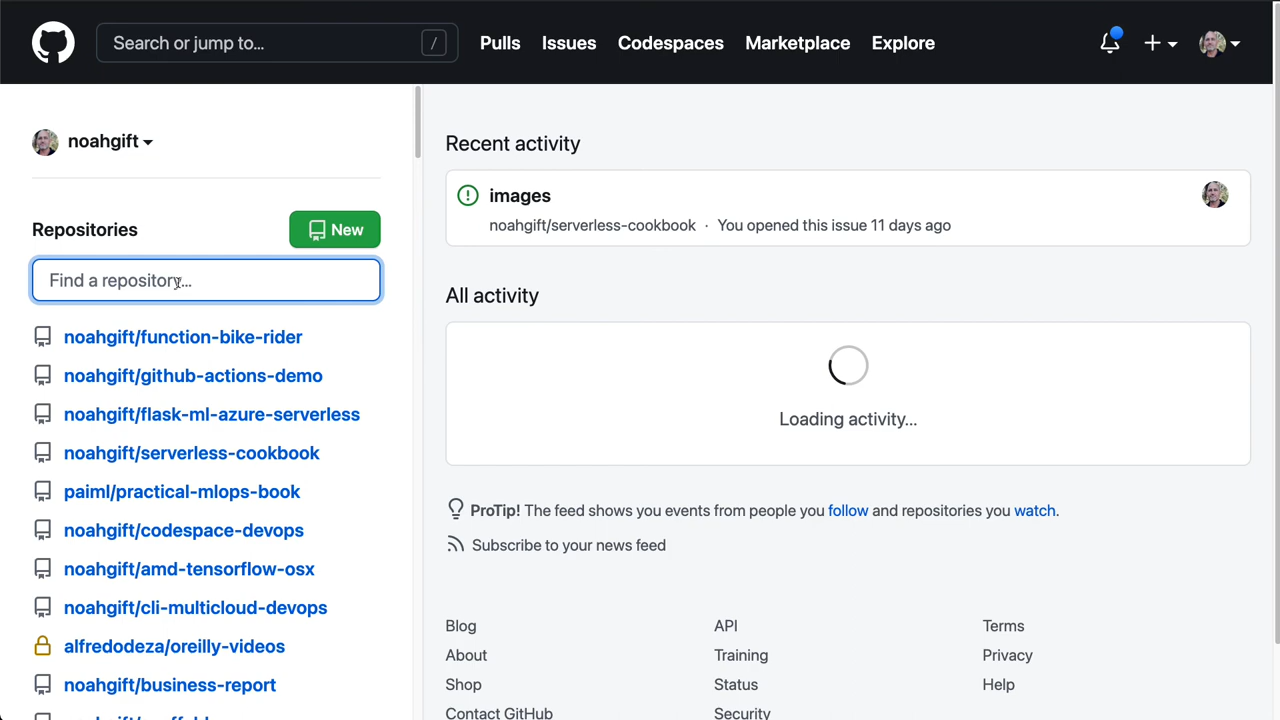 Search or jump to...
/
Pulls
Issues
Codespaces
Marketplace
Explore
noahgift
Repositories
New
Find a repository...
noahgift/function-bike-rider
noahgift/github-actions-demo
noahgift/flask-ml-azure-serverless
noahgift/serverless-cookbook
paiml/practical-mlops-book
noahgift/codespace-devops
noahgift/amd-tensorflow-osx
noahgift/cli-multicloud-devops
alfredodeza/oreilly-videos
noahgift/business-report
Recent activity
images
noahgift/serverless-cookbook · You opened this issue 11 days ago
All activity
Loading activity...
ProTip! The feed shows you events from people you follow and repositories you watch.
Subscribe to your news feed
Blog
About
Shop
Contact GitHub
API
Training
Status
Security
Terms
Privacy
Help